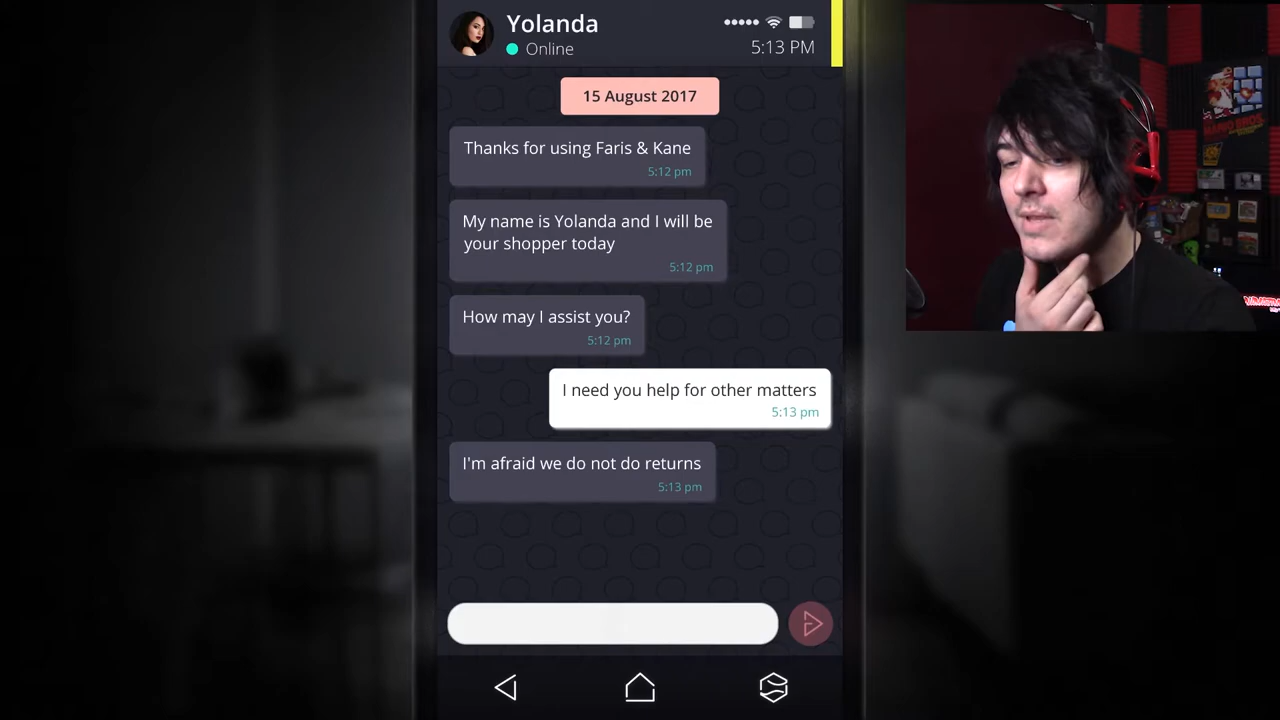 Yolanda
Online
5:13 PM
15 August 2017
Thanks for using Faris & Kane
5:12 pm
My name is Yolanda and I will be
your shopper today
5:12 pm
How may I assist you?
5:12 pm
I need you help for other matters
5:13 pm
I'm afraid we do not do returns
5:13 pm
MARIO BROS.